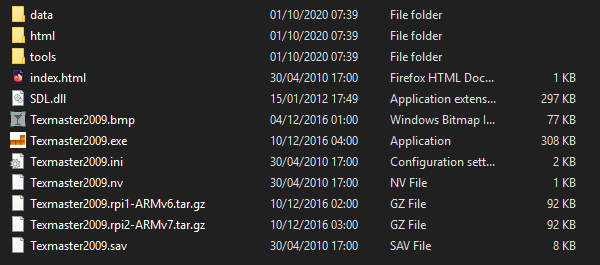 data 01/10/2020 07:39 File folder
html 01/10/2020 07:39 File folder
tools 01/10/2020 07:39 File folder
index.html 30/04/2010 17:00 Firefox HTML Doc... 1 KB
SDL.dll 15/01/2012 17:49 Application exten... 297 KB
Texmaster2009.bmp 04/12/2016 01:00 Windows Bitmap I... 77 KB
Texmaster2009.exe 10/12/2016 04:00 Application 308 KB
Texmaster2009.ini 30/04/2010 17:00 Configuration sett... 2 KB
Texmaster2009.nv 30/04/2010 17:00 NV File 1 KB
Texmaster2009.rpi1-ARMv6.tar.gz 10/12/2016 02:00 GZ File 92 KB
Texmaster2009.rpi2-ARMv7.tar.gz 10/12/2016 03:00 GZ File 92 KB
Texmaster2009.sav 30/04/2010 17:00 SAV File 8 KB